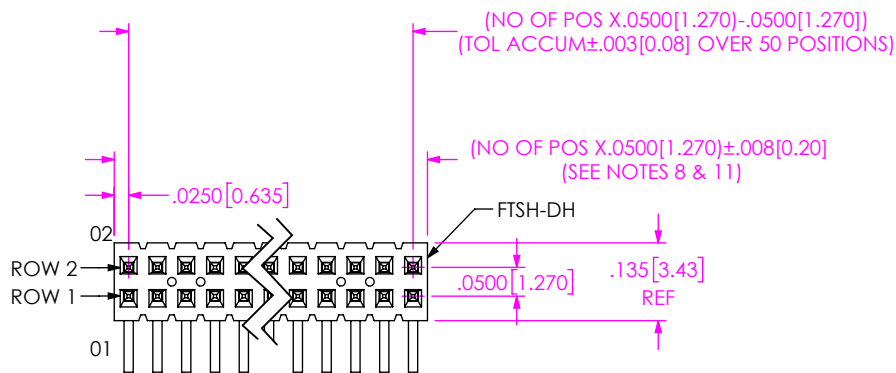 (NO OF POS X.0500[1.270)-.0500[1.270])
(TOL ACCUM±.003[0.08] OVER 50 POSITIONS)
(NO OF POS X.0500[1.270)±.008[0.20]
(SEE NOTES 8 & 11)
.0250[0.635]
FTSH-DH
02
ROW 2
ROW 1
.0500[1.270]
.135[3.43]
REF
01